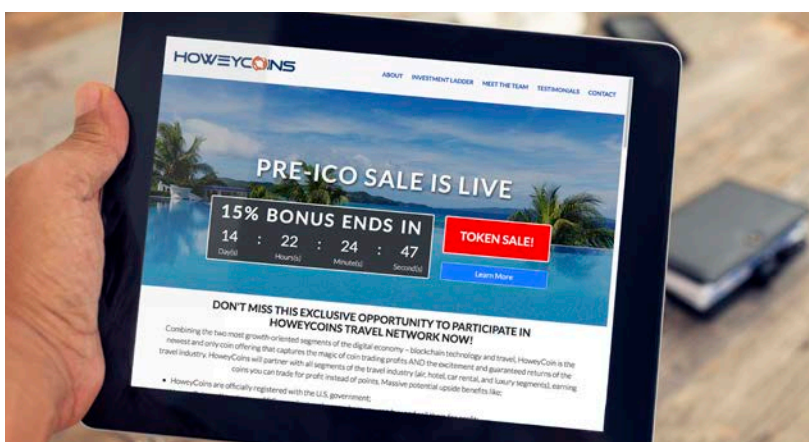 HOWEYCOINS
ABOUT INVESTMENT LADDER MEET THE TEAM TESTIMONIALS CONTACT
PRE-ICO SALE IS LIVE
15% BONUS ENDS IN
14 : 22 : 24 : 47
Day(s) Hours(s) Minute(s) Second(s)
TOKEN SALE!
Learn More
DON'T MISS THIS EXCLUSIVE OPPORTUNITY TO PARTICIPATE IN
HOWEYCOINS TRAVEL NETWORK NOW!
Combining the two most growth-oriented segments of the digital economy – blockchain technology and travel, HoweyCoin is the
newest and only coin offering that captures the magic of coin trading profits AND the excitement and guaranteed returns of the
travel industry. HoweyCoins will partner with all segments of the travel industry (air, hotel, car rental, and luxury segments), earning
coins you can trade for profit instead of points. Massive potential upside benefits like:
• HoweyCoins are officially registered with the U.S. government;